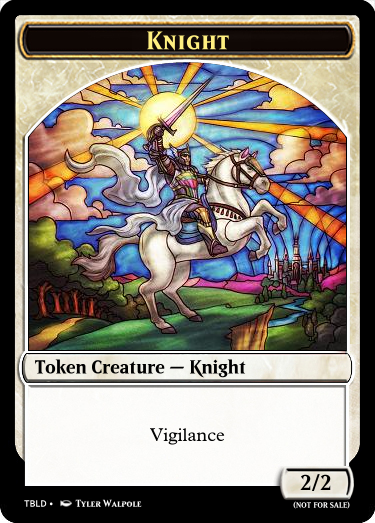 Knight
Token Creature — Knight
Vigilance
2/2
TBLD • Tyler Walpole
(NOT FOR SALE)